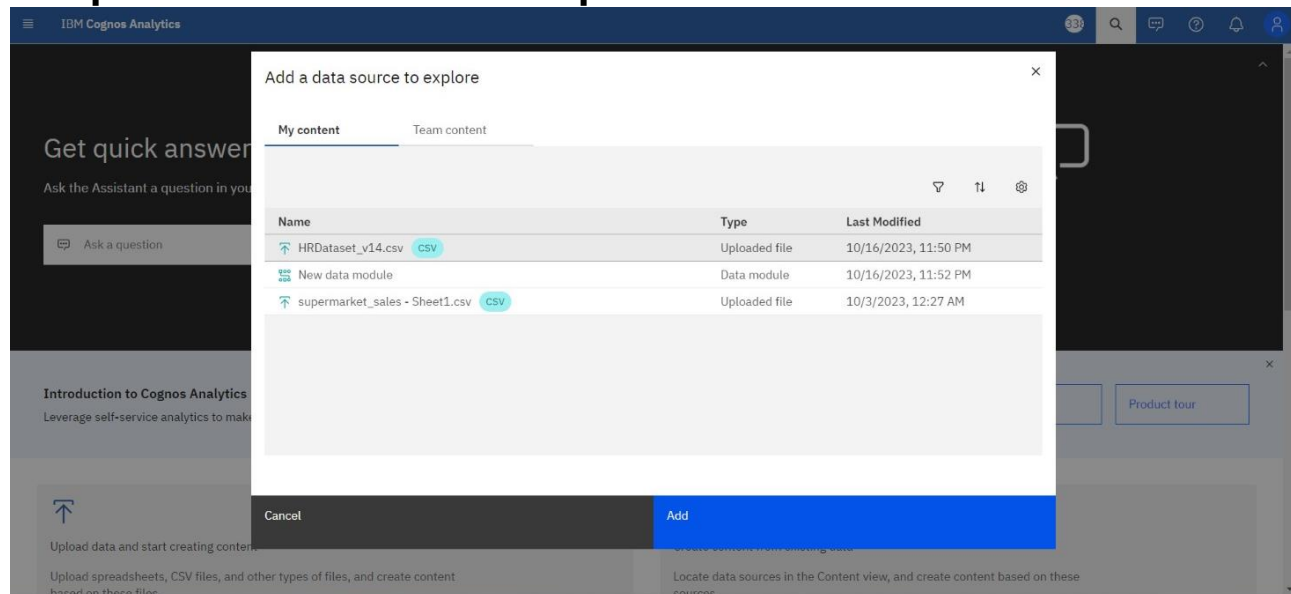 IBM Cognos Analytics
Add a data source to explore
My content
Team content
Get quick answer
Ask the Assistant a question in you
Ask a question
Name
Type
Last Modified
HRDataset_v14.csv
CSV
Uploaded file
10/16/2023, 11:50 PM
New data module
Data module
10/16/2023, 11:52 PM
supermarket_sales - Sheet1.csv
CSV
Uploaded file
10/3/2023, 12:27 AM
Introduction to Cognos Analytics
Leverage self-service analytics to make
Product tour
Cancel
Add
Upload data and start creating conten
Upload spreadsheets, CSV files, and other types of files, and create content
based on these files
Locate data sources in the Content view, and create content based on these
sources